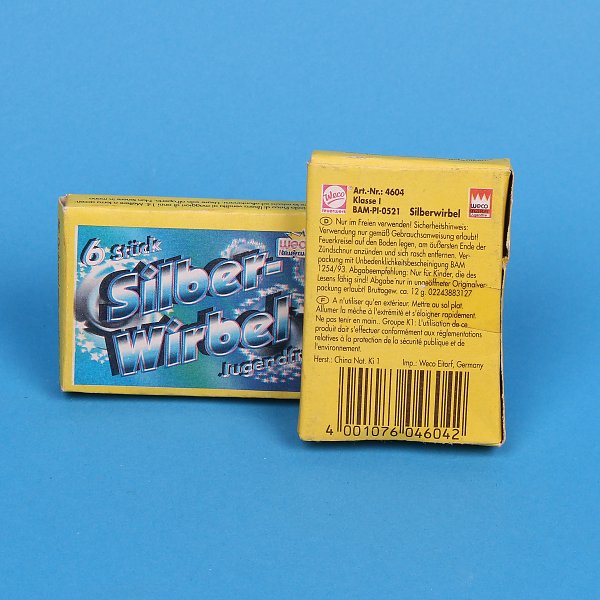 6 Stück
Silber-
Wirbel
Jugendf
weco
Weco
Feuerwerk
Art.-Nr.: 4604
Klasse I
BAM-PI-0521 Silberwirbel
weco
D Nur im Freien verwenden! Sicherheitshinweis:
Verwendung nur gemäß Gebrauchsanweisung erlaubt!
Feuerkreisel auf den Boden legen, am äußersten Ende der
Zündschnur anzünden und sich rasch entfernen. Ver-
packung mit Unbedenklichkeitsbescheinigung BAM
1254/93. Abgabeempfehlung: Nur für Kinder, die des
Lesens fähig sind! Abgabe nur in ungeöffneter Originalver-
packung erlaubt! Bruttogew. ca. 12 g. 02243883127
F A n'utiliser qu'en extérieur. Mettre au sol plat.
Allumer la mèche à l'extrémité et s'éloigner rapidement.
Ne pas tenir en main.. Groupe K1: L'utilisation de ce
produit doit s'effectuer conformément aux réglementations
relatives à la protection de la sécurité publique et de
l'environnement.
Herst.: China Nat. Ki 1 Imp.: Weco Eitorf, Germany
4 001076 046042